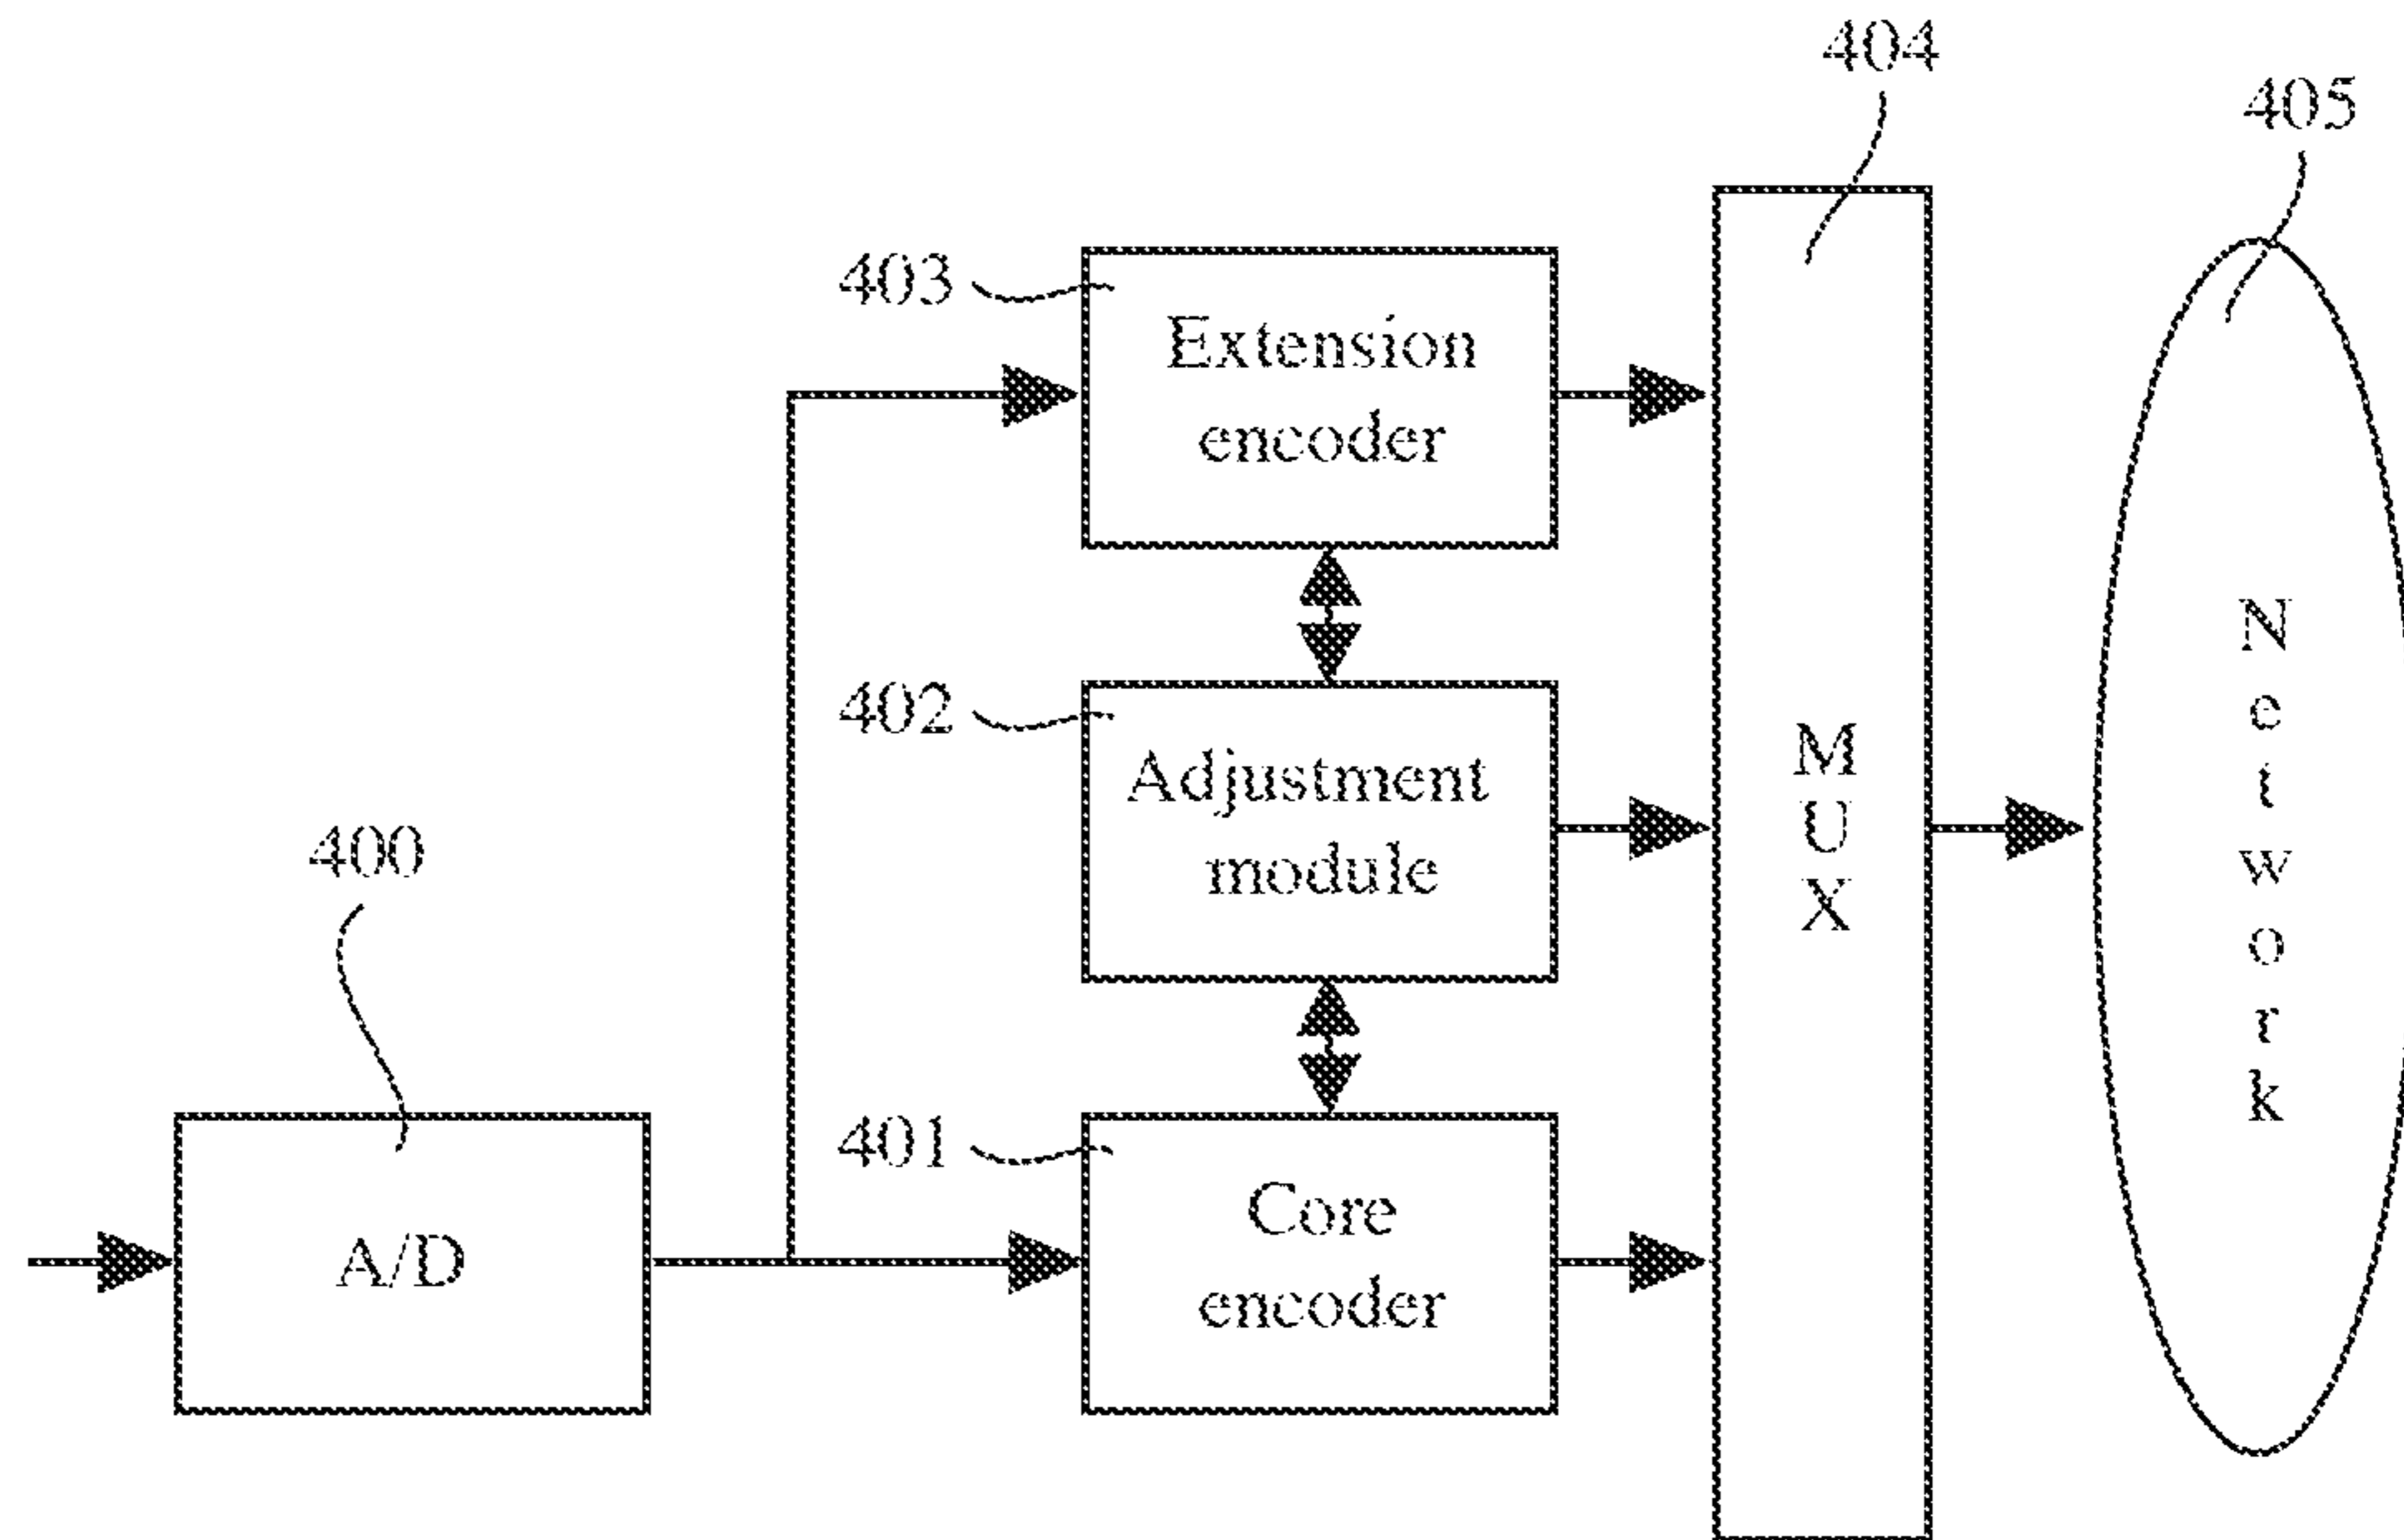 404
405
403
Extension
encoder
402
Adjustment
module
400
401
A/D
Core
encoder
M
U
X
N
e
t
w
o
r
k